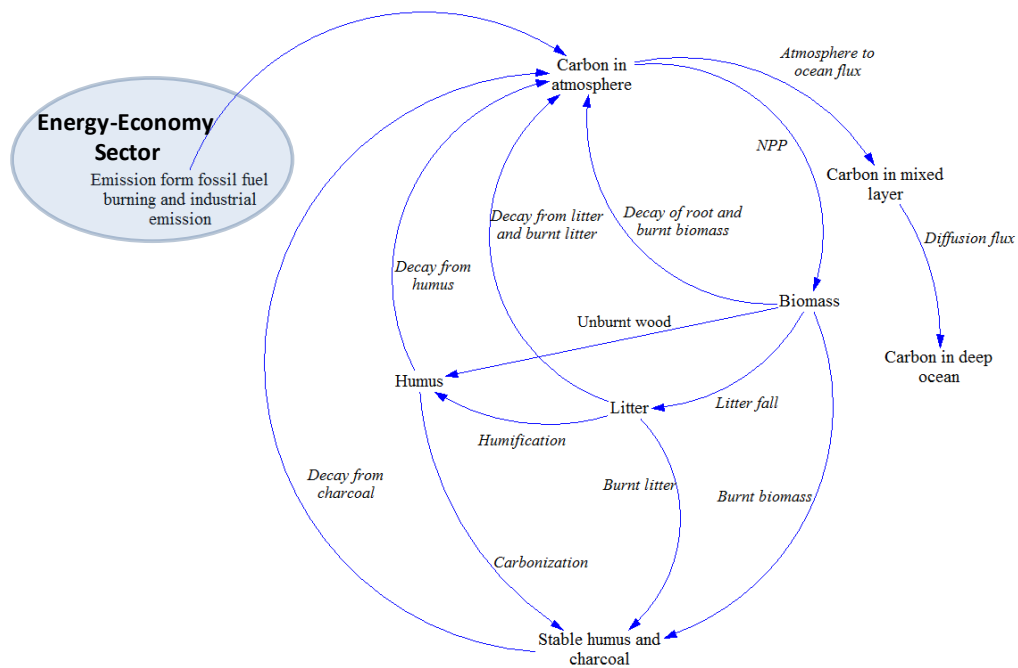 Carbon in
atmosphere
Atmosphere to
ocean flux
Energy-Economy
Sector
Emission form fossil fuel
burning and industrial
emission
NPP
Carbon in mixed
layer
Decay from litter
and burnt litter
Decay of root and
burnt biomass
Diffusion flux
Decay from
humus
Biomass
Unburnt wood
Carbon in deep
ocean
Humus
Litter
Litter fall
Humification
Decay from
charcoal
Burnt litter
Burnt biomass
Carbonization
Stable humus and
charcoal